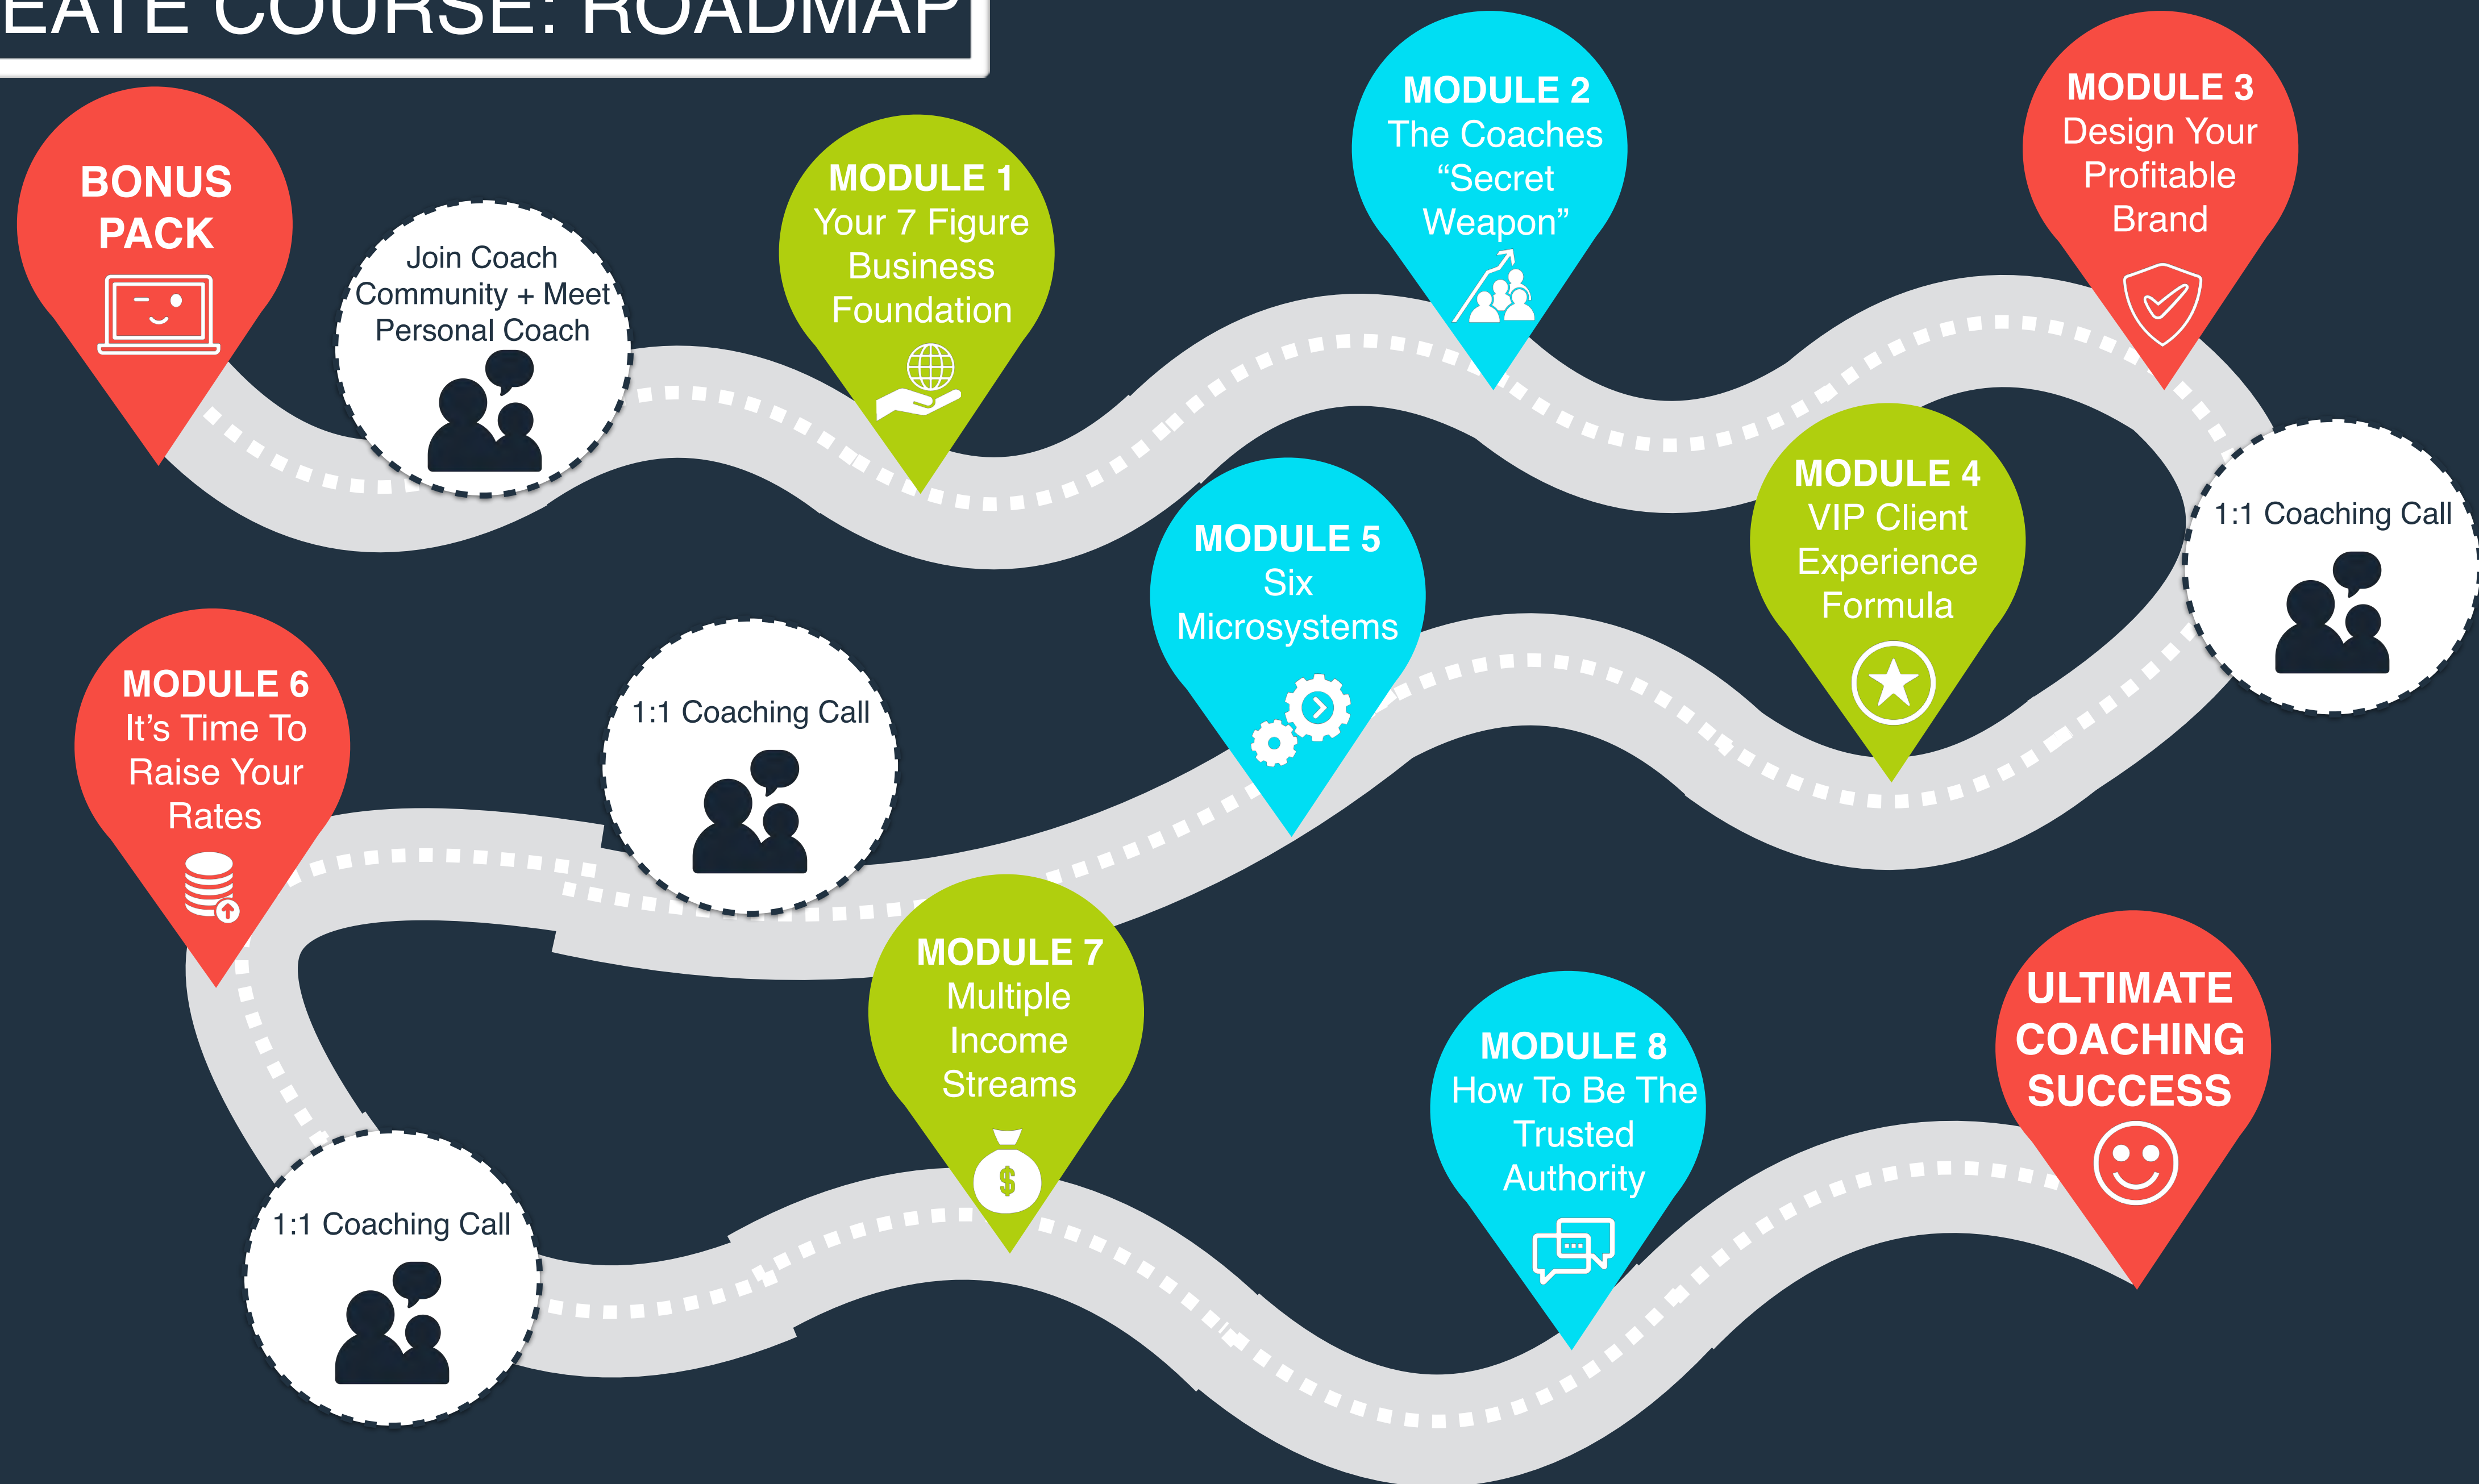 EATE COURSE: ROADMAP
BONUS
PACK
Join Coach
Community + Meet
Personal Coach
MODULE 1
Your 7 Figure
Business
Foundation
MODULE 2
The Coaches
“Secret
Weapon”
MODULE 3
Design Your
Profitable
Brand
1:1 Coaching Call
MODULE 4
VIP Client
Experience
Formula
MODULE 5
Six
Microsystems
1:1 Coaching Call
MODULE 6
It’s Time To
Raise Your
Rates
1:1 Coaching Call
MODULE 7
Multiple
Income
Streams
$
MODULE 8
How To Be The
Trusted
Authority
ULTIMATE
COACHING
SUCCESS